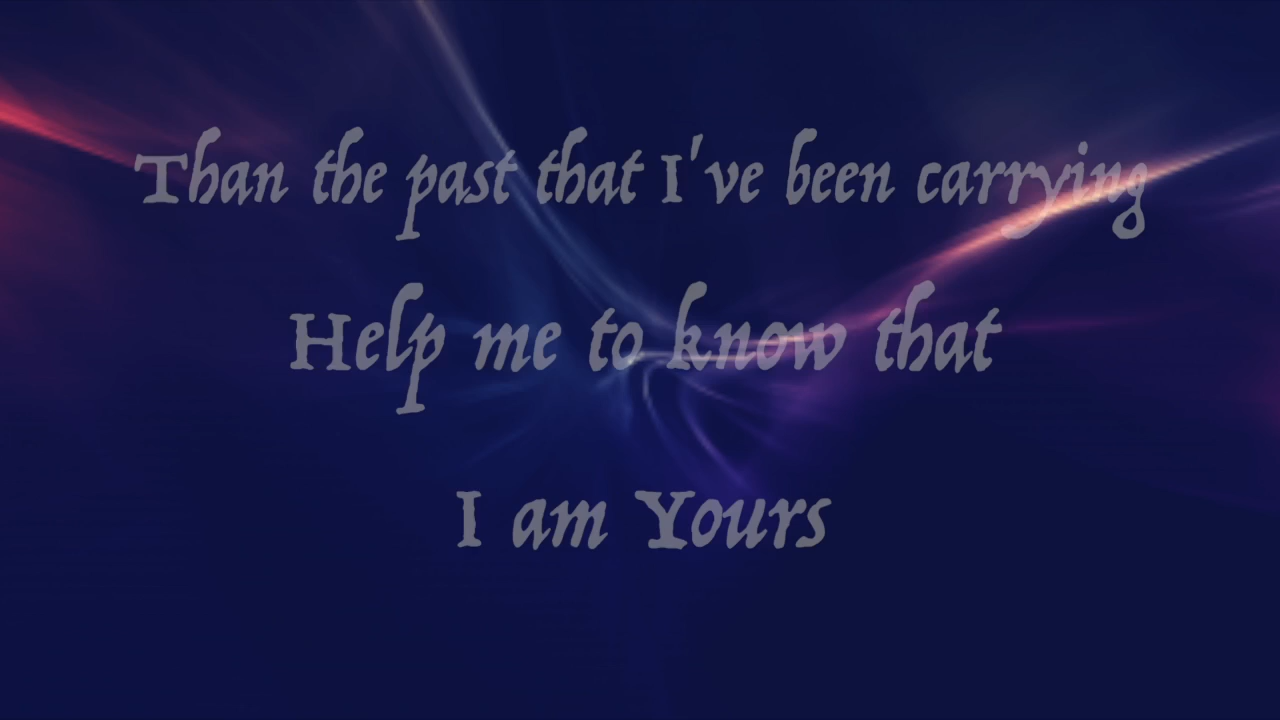 Than the past that I've been carrying
Help me to know that
I am Yours